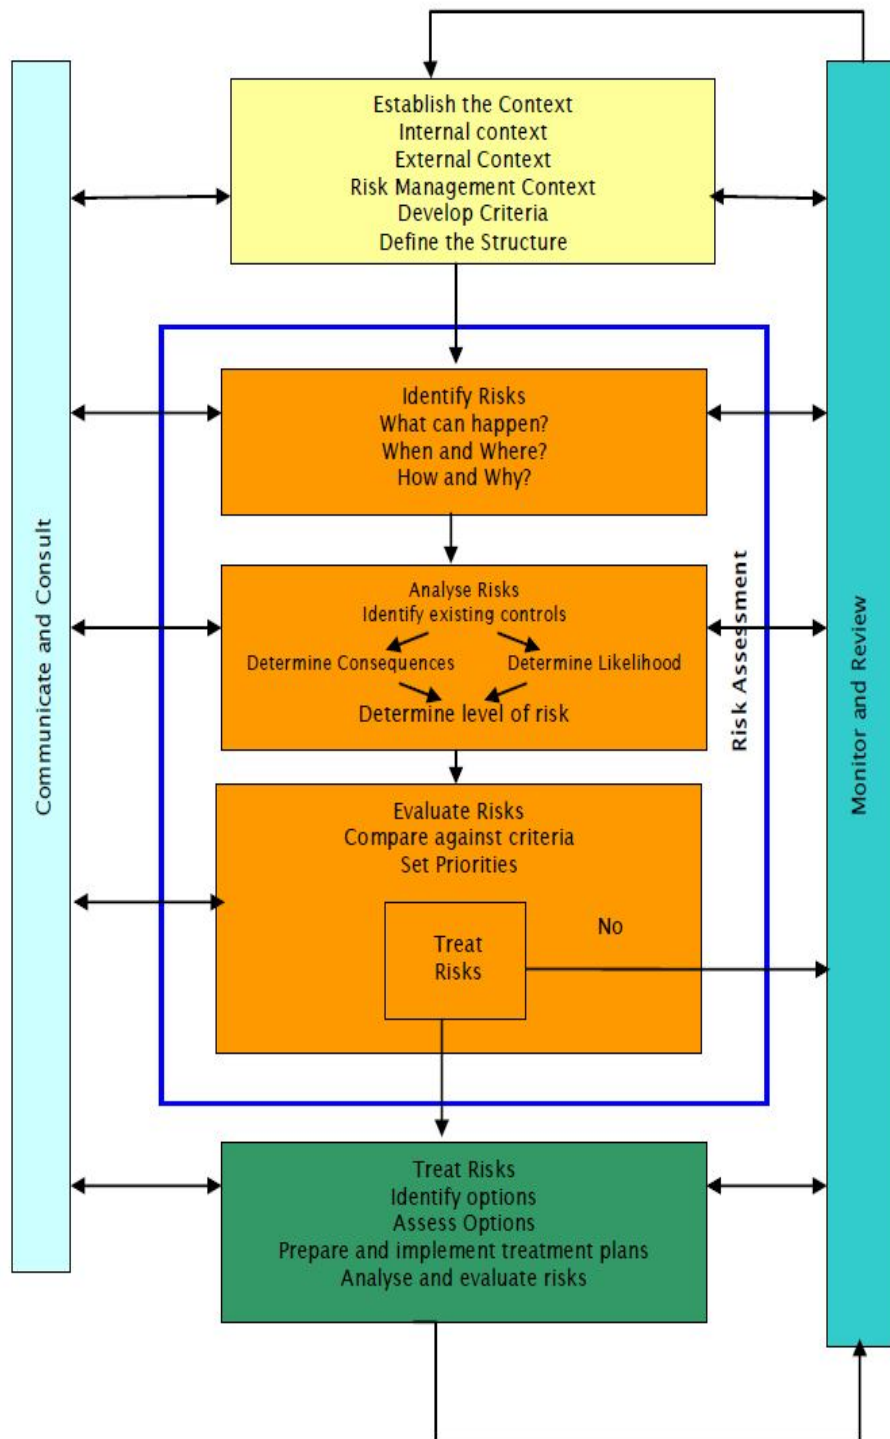 Establish the Context
Internal context
External Context
Risk Management Context
Develop Criteria
Define the Structure
Communicate and Consult
Identify Risks
What can happen?
When and Where?
How and Why?
Analyse Risks
Identify existing controls
Determine Consequences
Determine Likelihood
Determine level of risk
Risk Assessment
Monitor and Review
Evaluate Risks
Compare against criteria
Set Priorities
Treat
Risks
No
Treat Risks
Identify options
Assess Options
Prepare and implement treatment plans
Analyse and evaluate risks